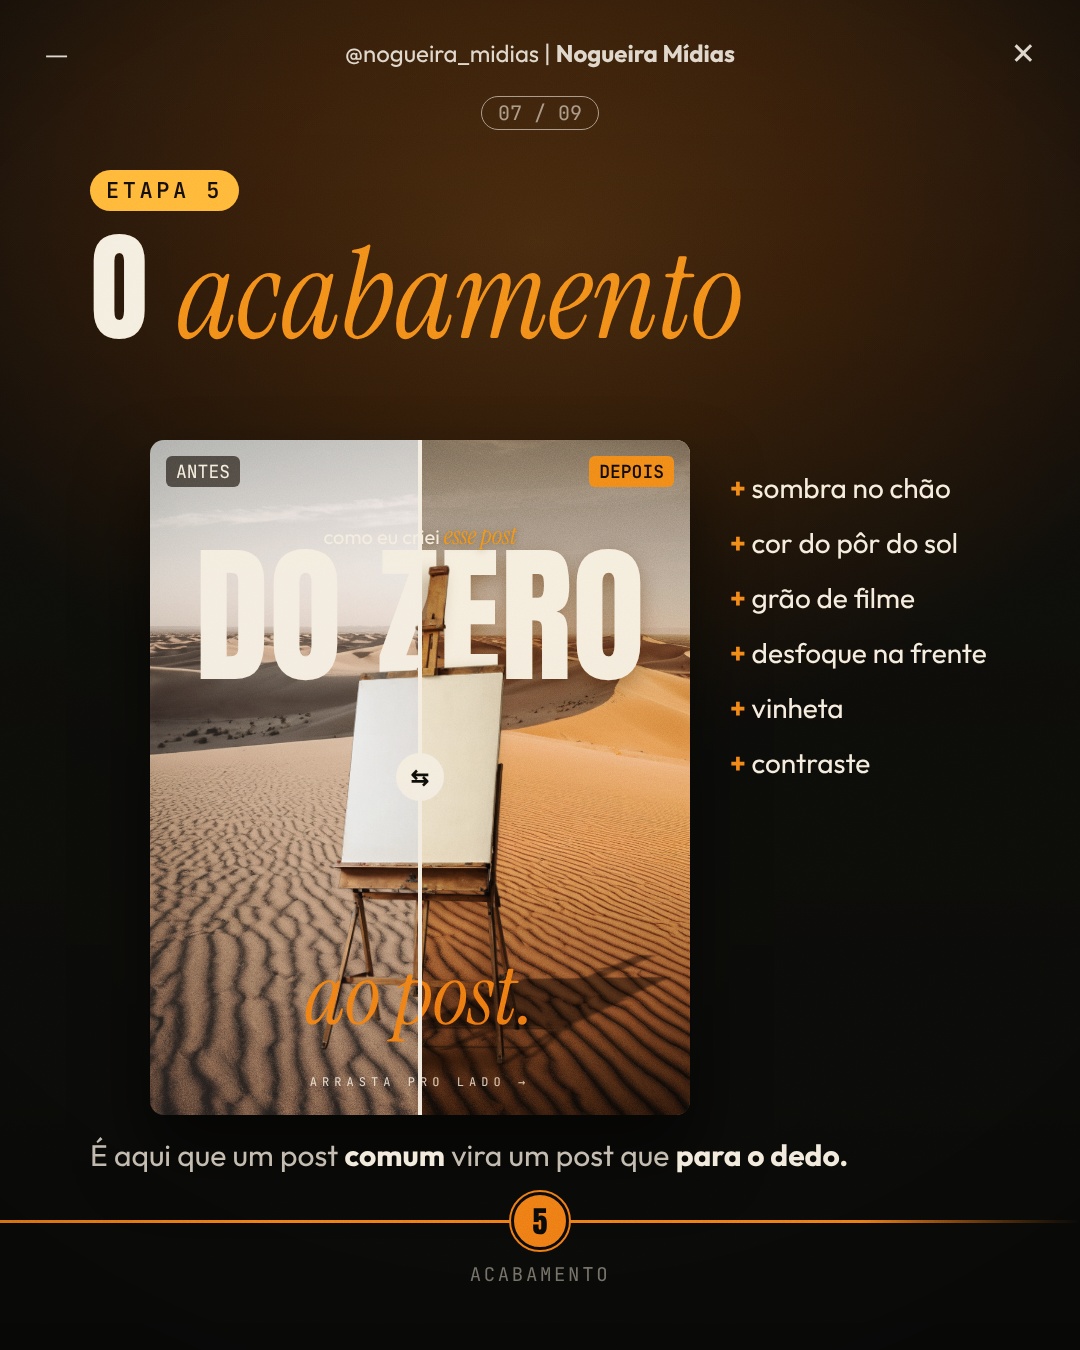 —
@nogueira_midias | Nogueira Mídias
✕
07 / 09
ETAPA 5
O acabamento
ANTES
DEPOIS
como eu criei esse post
DO ZERO
ao post.
ARRASTA PRO LADO →
+ sombra no chão
+ cor do pôr do sol
+ grão de filme
+ desfoque na frente
+ vinheta
+ contraste
É aqui que um post comum vira um post que para o dedo.
5
ACABAMENTO